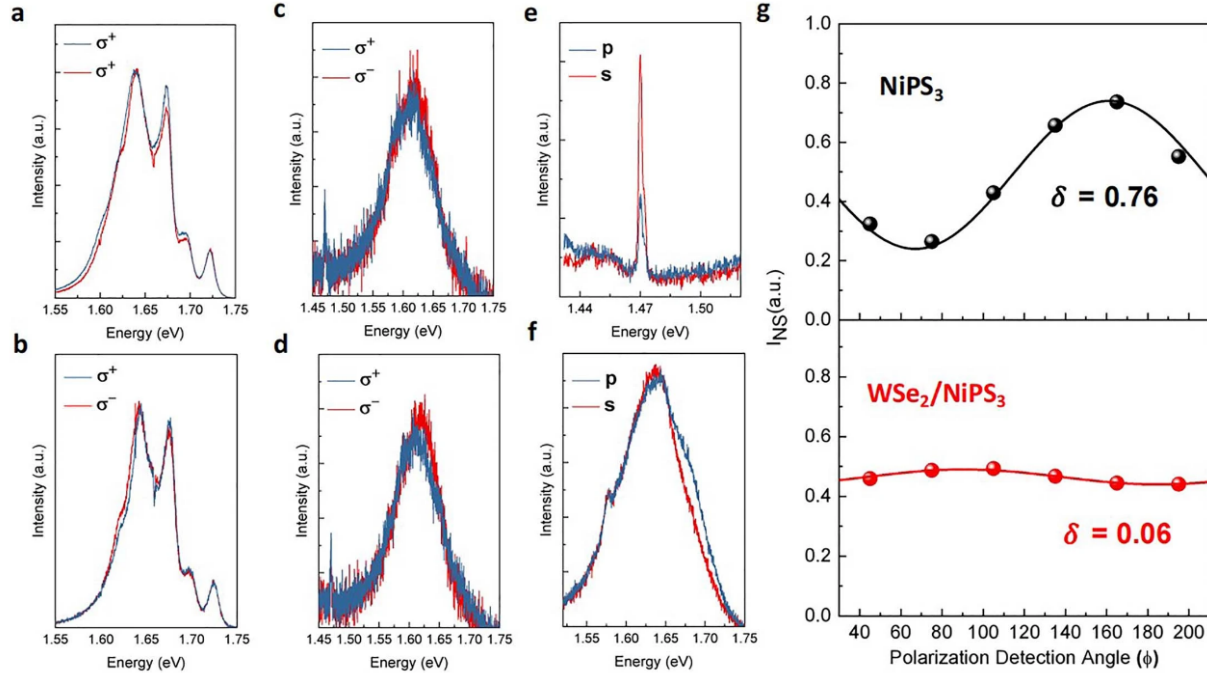 a
σ⁺
σ⁺
Intensity (a.u.)
1.55 1.60 1.65 1.70 1.75
Energy (eV)
b
σ⁺
σ⁻
Intensity (a.u.)
1.55 1.60 1.65 1.70 1.75
Energy (eV)
c
σ⁺
σ⁻
Intensity (a.u.)
1.45 1.50 1.55 1.60 1.65 1.70 1.75
Energy (eV)
d
σ⁺
σ⁻
Intensity (a.u.)
1.45 1.50 1.55 1.60 1.65 1.70 1.75
Energy (eV)
e
p
s
Intensity (a.u.)
1.44 1.47 1.50
Energy (eV)
f
p
s
Intensity (a.u.)
1.55 1.60 1.65 1.70 1.75
Energy (eV)
g
1.0
0.8
0.6
0.4
0.2
0.0
NiPS₃
δ = 0.76
I_NS(a.u.)
0.8
0.6
0.4
0.2
0.0
WSe₂/NiPS₃
δ = 0.06
40 60 80 100 120 140 160 180 200
Polarization Detection Angle (ϕ)